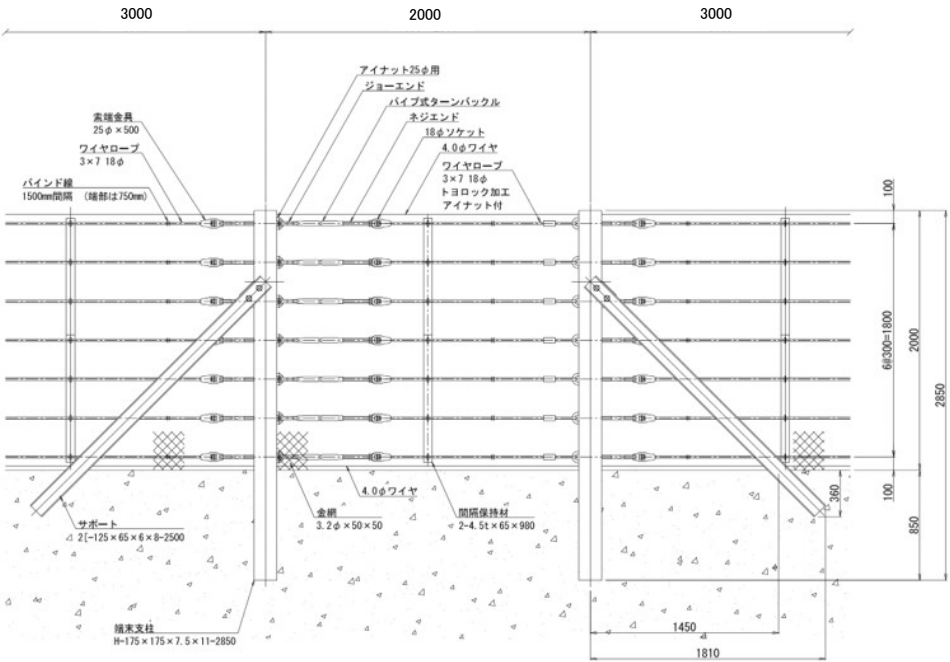 3000
2000
3000
アイナット25φ用
ジョーエンド
パイプ式ターンバックル
ネジエンド
18φソケット
4.0φワイヤ
ワイヤロープ
3×7 18φ
トヨロック加工
アイナット付
索端金具
25φ×500
ワイヤロープ
3×7 18φ
バインド線
1500mm間隔 (端部は750mm)
100
6@300=1800
2000
2850
100
360
850
4.0φワイヤ
金網
3.2φ×50×50
間隔保持材
2-4.5t×65×980
サポート
2[-125×65×6×8-2500
端末支柱
H-175×175×7.5×11-2850
1450
1810